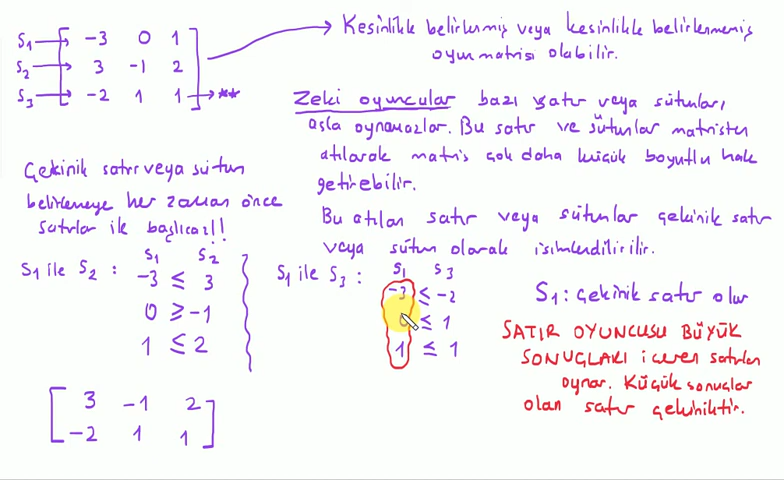 S1 → [ -3 0 1 ]
S2 → [ 3 -1 2 ]
S3 → [ -2 1 1 ] → **
Kesinlikle belirlenmiş veya kesinlikle belirlenmemiş
oyun matrisi olabilir.
Zeki oyuncular bazı satır veya sütunları
asla oynamazlar. Bu satır ve sütunlar matristen
atılarak matris çok daha küçük boyutlu hale
getirebilir.
Bu atılan satır veya sütunlar çekinik satır
veya sütun olarak isimlendirilir.
Çekinik satır veya sütun
belirlemeye her zaman önce
satırlar ile başlıcaz!!
S1 ile S2 :
S1 S2
-3 ≤ 3
0 ≥ -1
1 ≤ 2
S1 ile S3 :
S1 S3
-3 ≤ -2
≤ 1
1 ≤ 1
S1 : Çekinik satır olur
SATIR OYUNCUSU BÜYÜK
SONUÇLARI içeren satırları
oynar. Küçük sonuçlar
olan satır çekiniktir.
[ 3 -1 2 ]
[ -2 1 1 ]